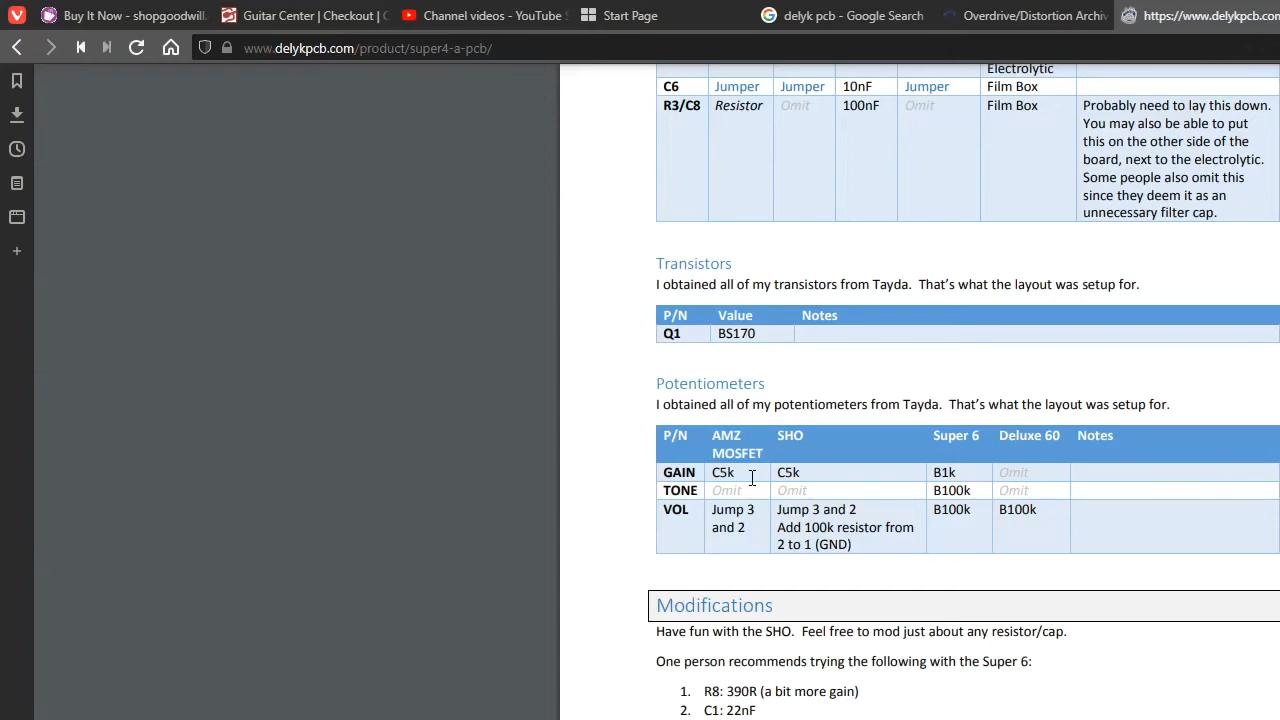 Buy It Now - shopgoodwill.
Guitar Center | Checkout | C
Channel videos - YouTube S
Start Page
delyk pcb - Google Search
Overdrive/Distortion Archiv
https://www.delykpcb.com
www.delykpcb.com/product/super4-a-pcb/
Electrolytic
C6 Jumper Jumper 10nF Jumper Film Box
R3/C8 Resistor Omit 100nF Omit Film Box Probably need to lay this down.
You may also be able to put
this on the other side of the
board, next to the electrolytic.
Some people also omit this
since they deem it as an
unnecessary filter cap.
Transistors
I obtained all of my transistors from Tayda. That’s what the layout was setup for.
P/N Value Notes
Q1 BS170
Potentiometers
I obtained all of my potentiometers from Tayda. That’s what the layout was setup for.
P/N AMZ SHO Super 6 Deluxe 60 Notes
MOSFET
GAIN C5k C5k B1k Omit
TONE Omit Omit B100k Omit
VOL Jump 3 Jump 3 and 2 B100k B100k
and 2 Add 100k resistor from
2 to 1 (GND)
Modifications
Have fun with the SHO. Feel free to mod just about any resistor/cap.
One person recommends trying the following with the Super 6:
1. R8: 390R (a bit more gain)
2. C1: 22nF